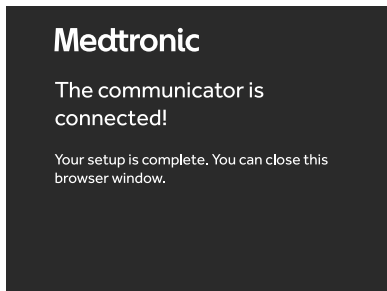 Medtronic
The communicator is
connected!
Your setup is complete. You can close this
browser window.